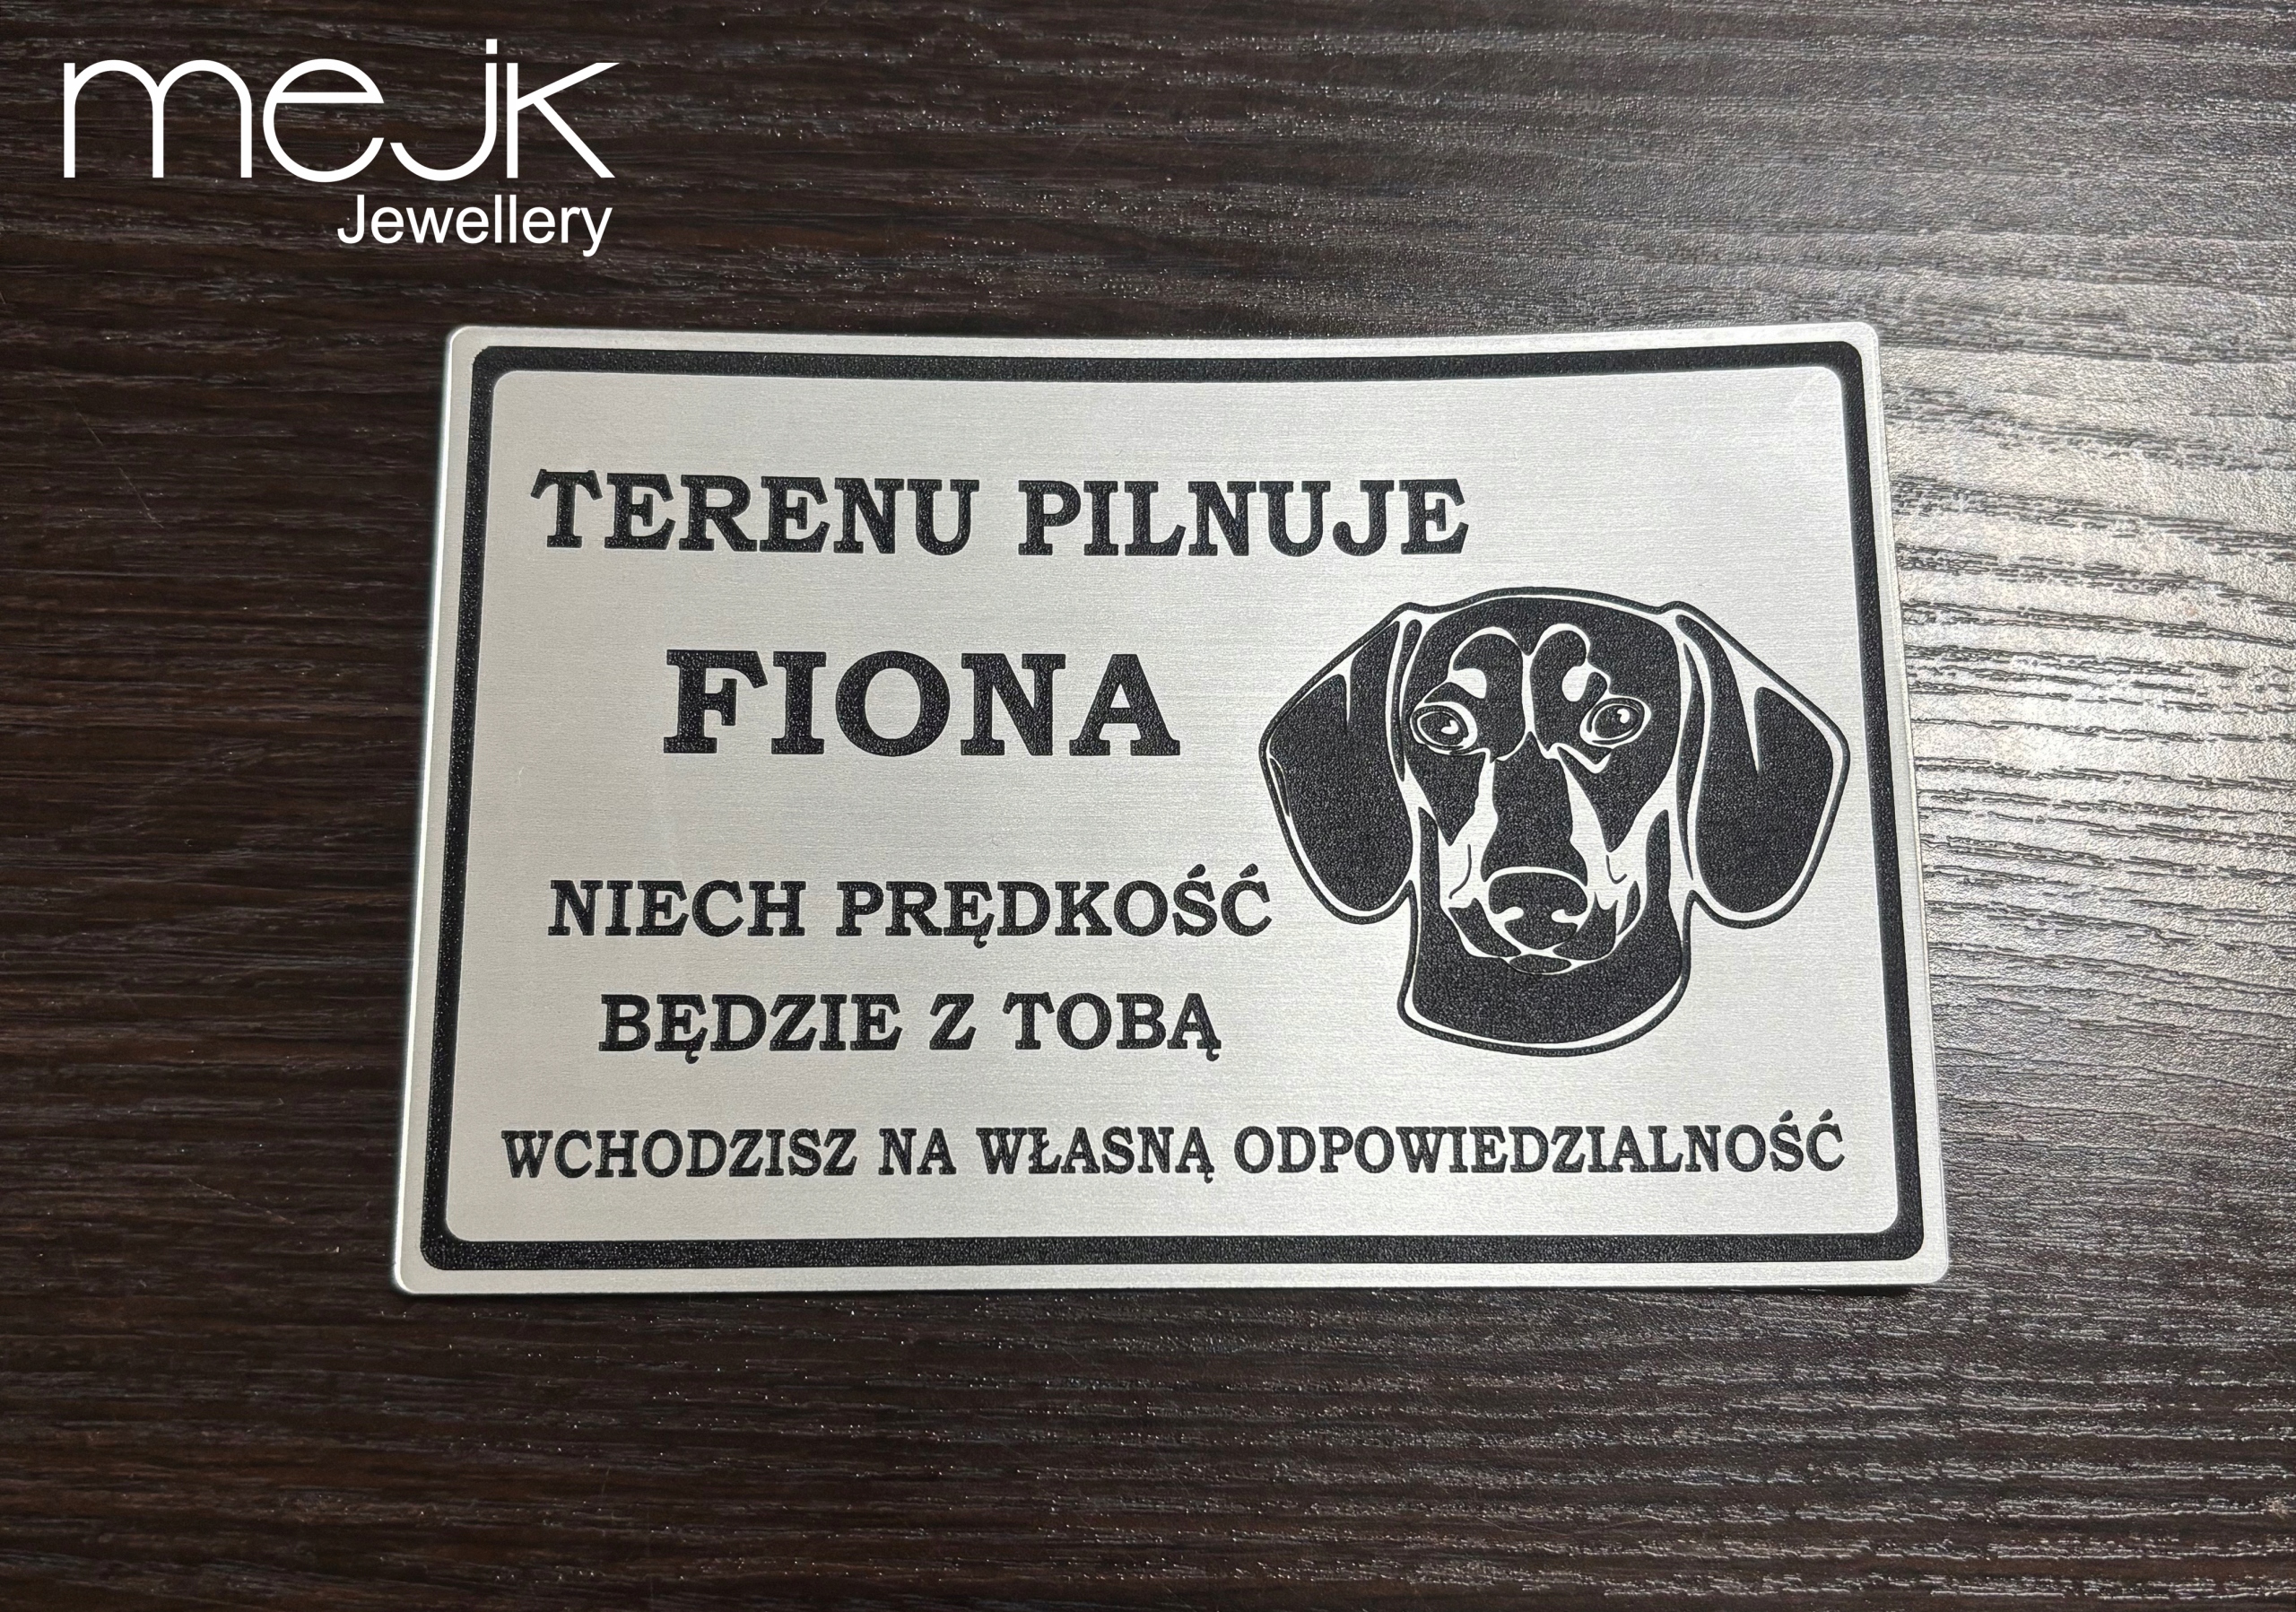 mejk
Jewellery
TERENU PILNUJE
FIONA
NIECH PRĘDKOŚĆ
BĘDZIE Z TOBĄ
WCHODZISZ NA WŁASNĄ ODPOWIEDZIALNOŚĆ